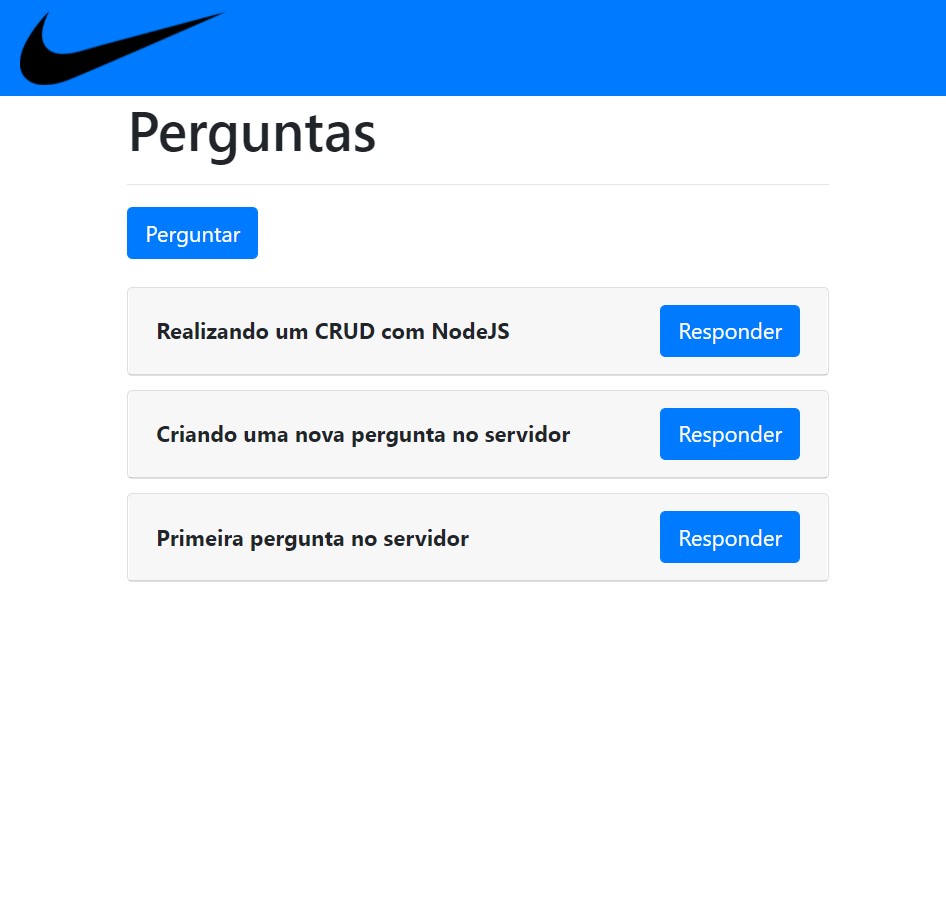 Perguntas
Perguntar
Realizando um CRUD com NodeJS
Responder
Criando uma nova pergunta no servidor
Responder
Primeira pergunta no servidor
Responder